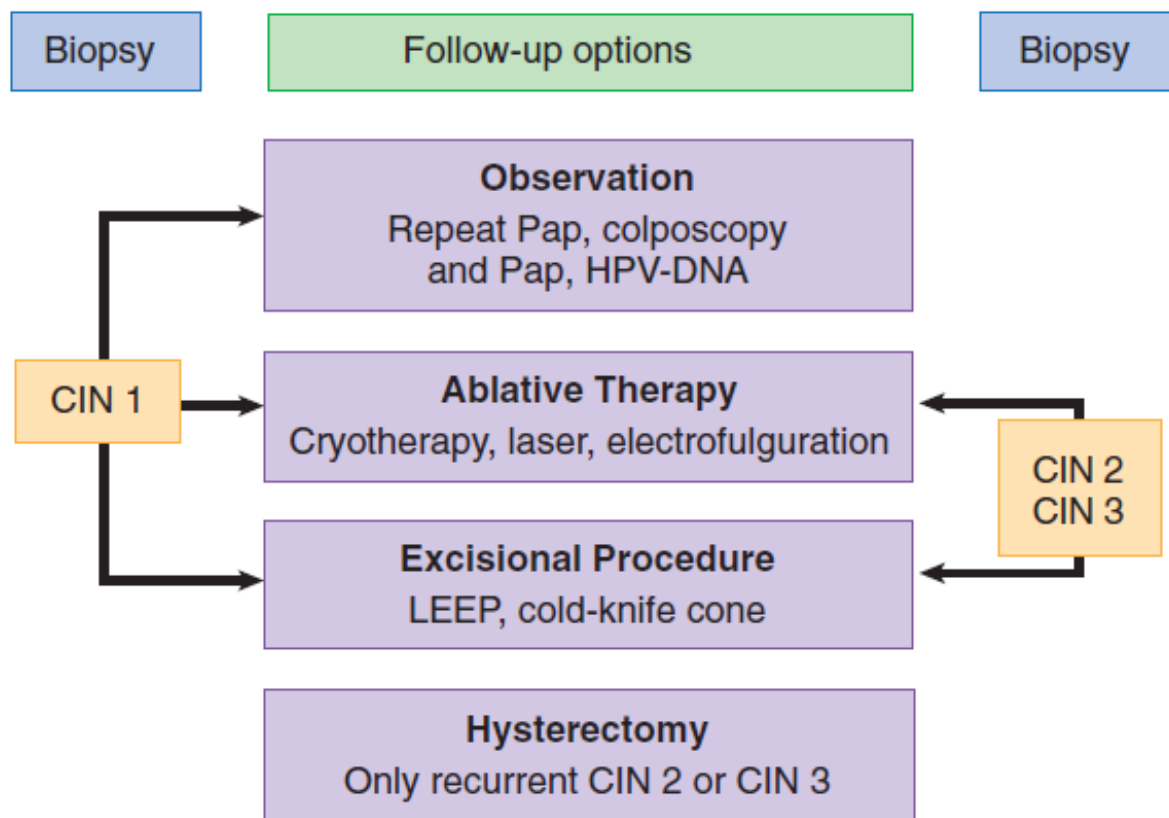 Biopsy
Follow-up options
Biopsy
Observation
Repeat Pap, colposcopy
and Pap, HPV-DNA
CIN 1
Ablative Therapy
Cryotherapy, laser, electrofulguration
CIN 2
CIN 3
Excisional Procedure
LEEP, cold-knife cone
Hysterectomy
Only recurrent CIN 2 or CIN 3